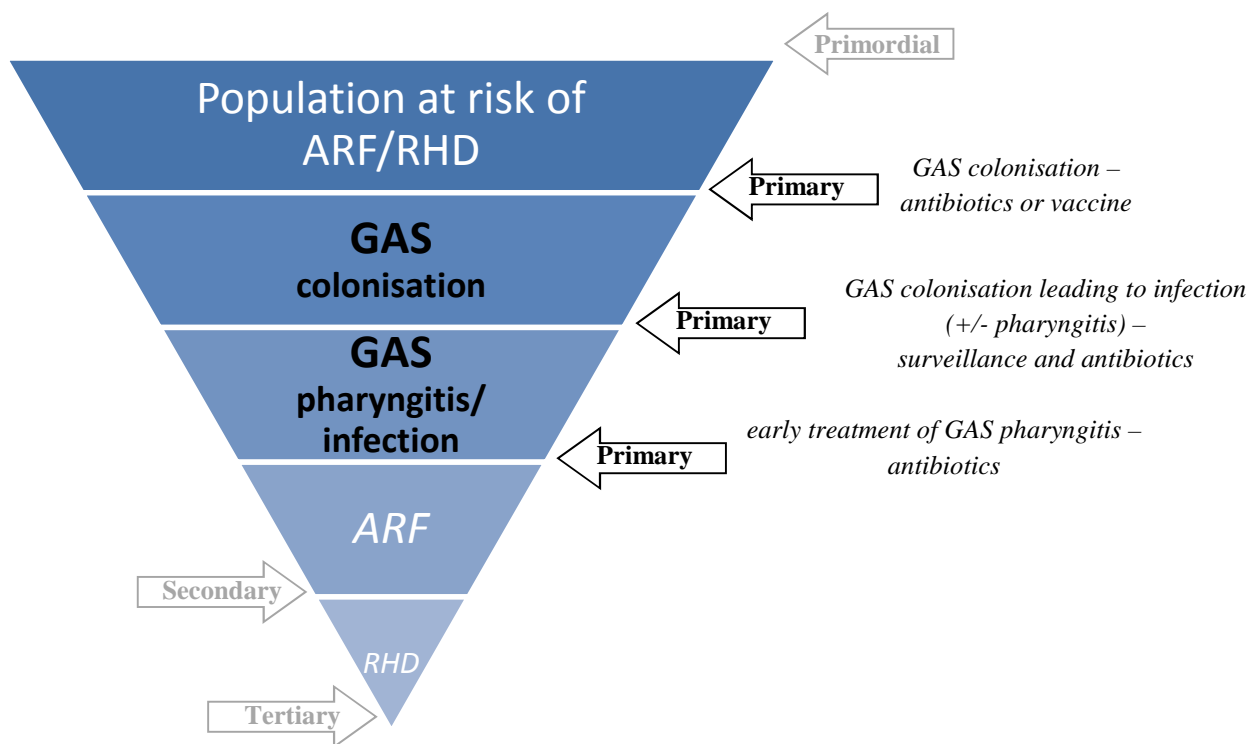 Primordial
Population at risk of
ARF/RHD
Primary
GAS colonisation –
antibiotics or vaccine
GAS
colonisation
Primary
GAS colonisation leading to infection
(+/- pharyngitis) –
surveillance and antibiotics
GAS
pharyngitis/
infection
Primary
early treatment of GAS pharyngitis –
antibiotics
ARF
Secondary
RHD
Tertiary